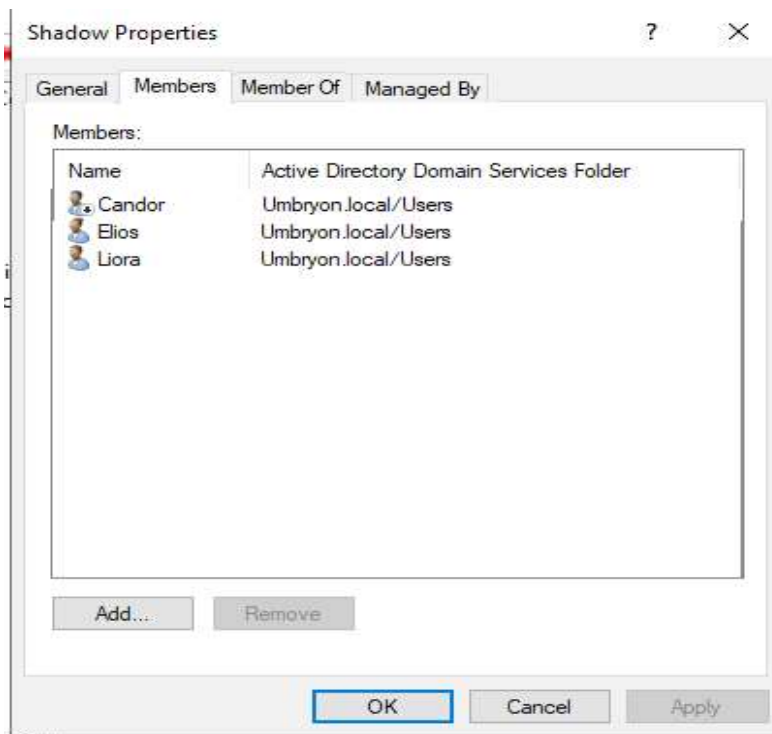 Shadow Properties ? ×
General Members Member Of Managed By
Members:
Name Active Directory Domain Services Folder
Candor Umbryon.local/Users
Elios Umbryon.local/Users
Liora Umbryon.local/Users
Add... Remove
OK Cancel Apply